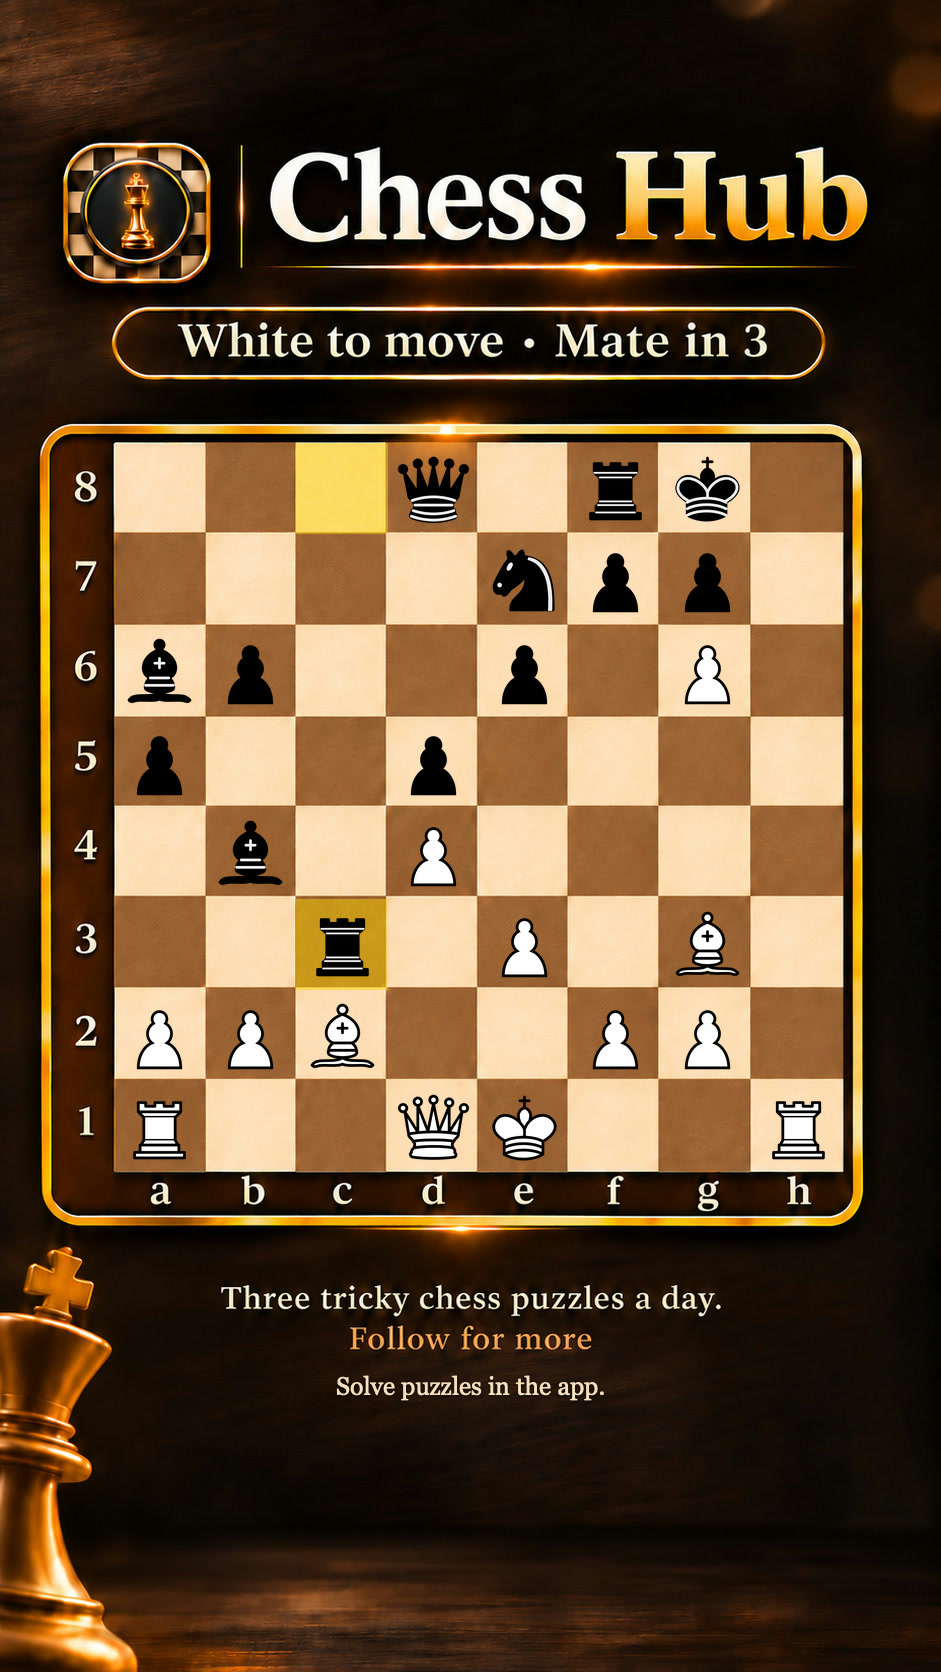 Chess Hub
White to move • Mate in 3
8
7
6
5
4
3
2
1
a b c d e f g h
Three tricky chess puzzles a day.
Follow for more
Solve puzzles in the app.